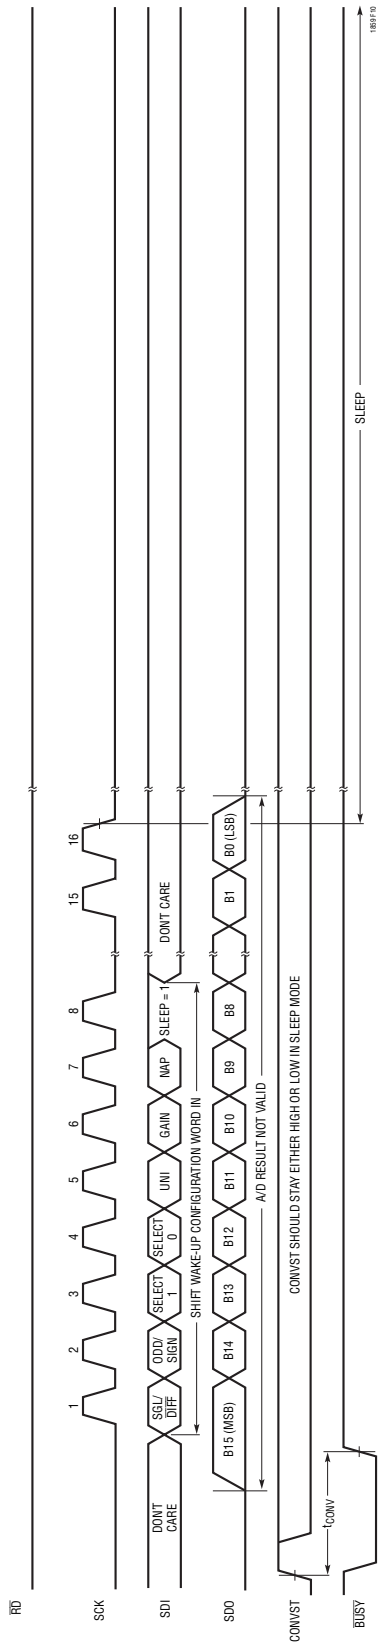 RD
SCK
1
2
3
4
5
6
7
8
15
16
SDI
DON'T
CARE
SGL/
DIFF
ODD/
SIGN
SELECT
1
SELECT
0
UNI
GAIN
NAP
SLEEP = 1
DON'T CARE
SHIFT WAKE-UP CONFIGURATION WORD IN
SDO
B15 (MSB)
B14
B13
B12
B11
B10
B9
B8
B1
B0 (LSB)
A/D RESULT NOT VALID
CONVST
CONVST SHOULD STAY EITHER HIGH OR LOW IN SLEEP MODE
tCONV
BUSY
SLEEP
1859 F10